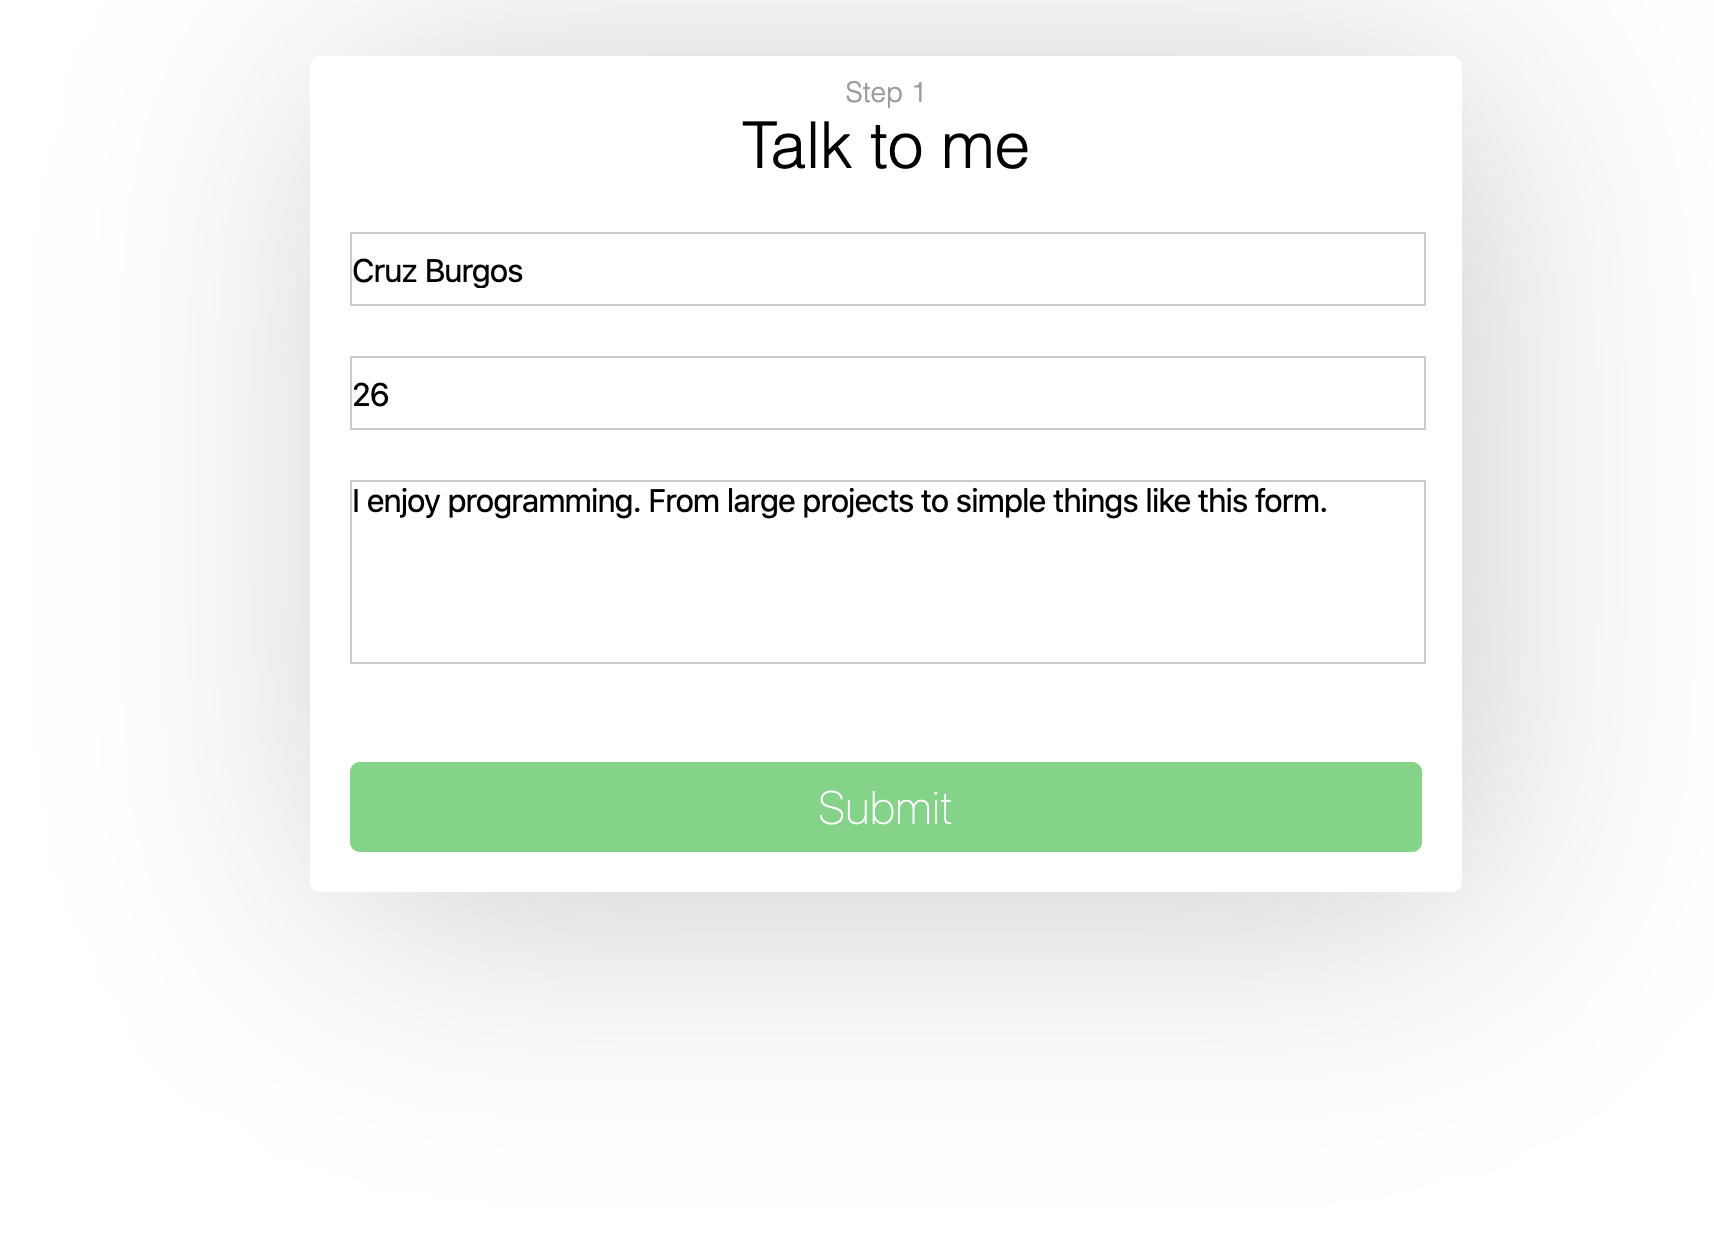 Step 1
Talk to me
Cruz Burgos
26
I enjoy programming. From large projects to simple things like this form.
Submit